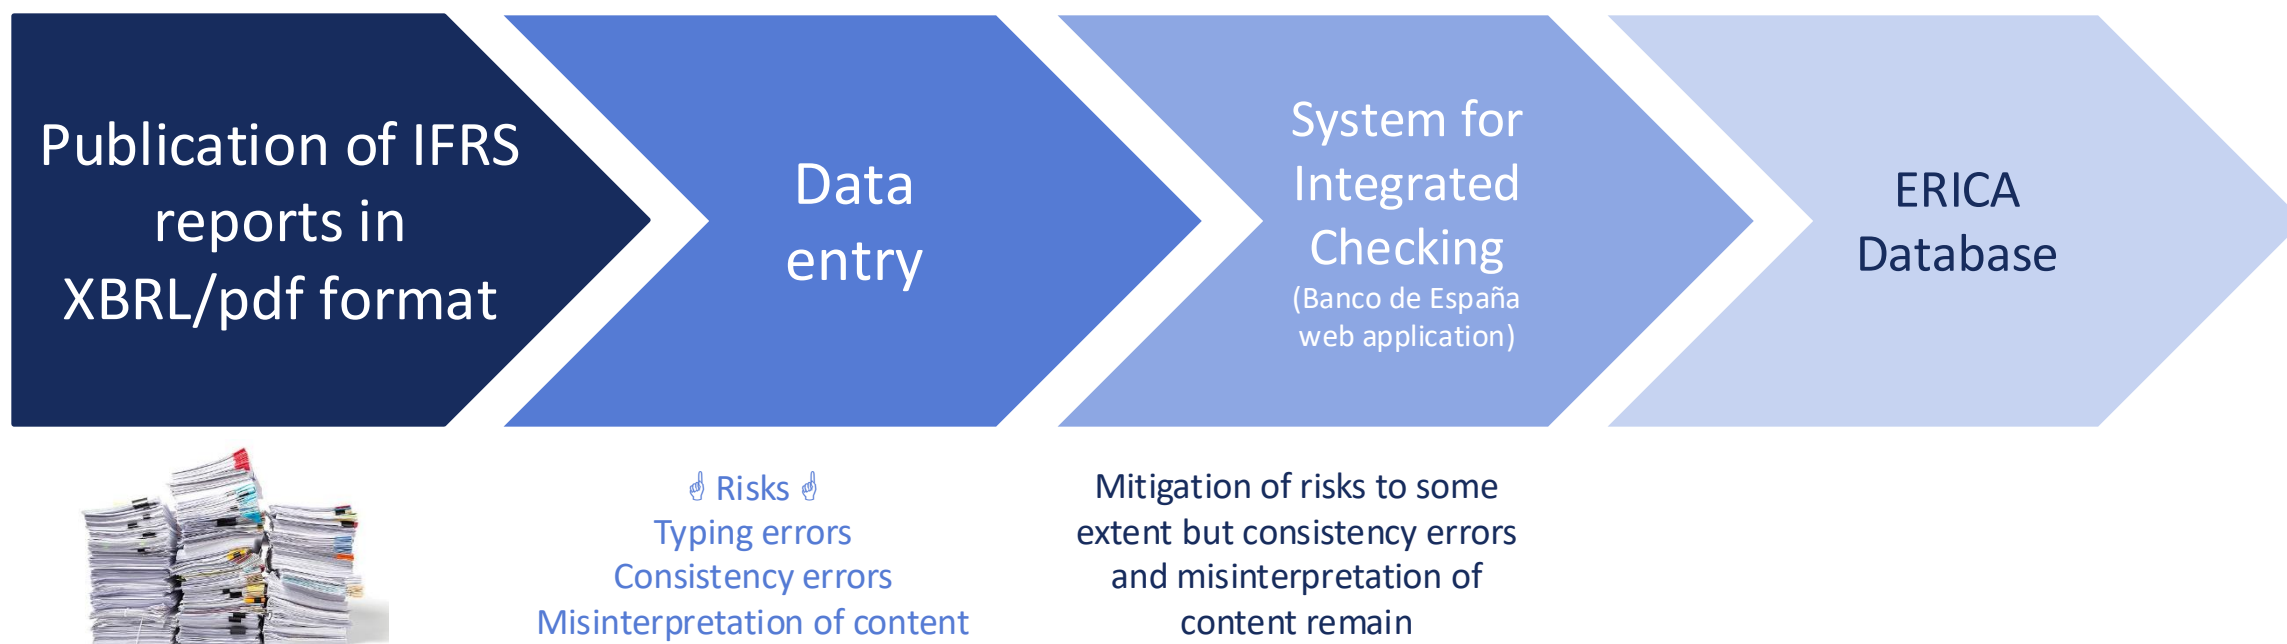 Publication of IFRS
reports in
XBRL/pdf format
Data
entry
System for
Integrated
Checking
(Banco de España
web application)
ERICA
Database
☝ Risks ☝
Typing errors
Consistency errors
Misinterpretation of content
Mitigation of risks to some
extent but consistency errors
and misinterpretation of
content remain